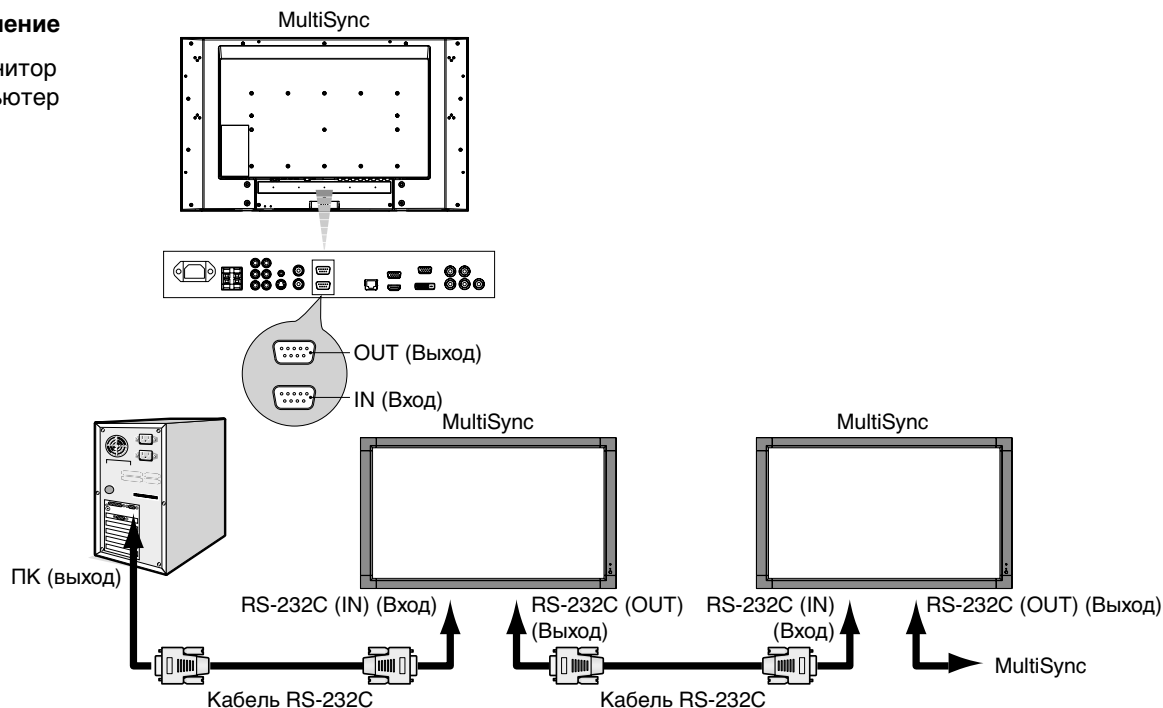 MultiSync
OUT (Выход)
IN (Вход)
MultiSync
MultiSync
ПК (выход)
RS-232C (IN) (Вход)
RS-232C (OUT)
(Выход)
RS-232C (IN)
(Вход)
RS-232C (OUT) (Выход)
MultiSync
Кабель RS-232C
Кабель RS-232C